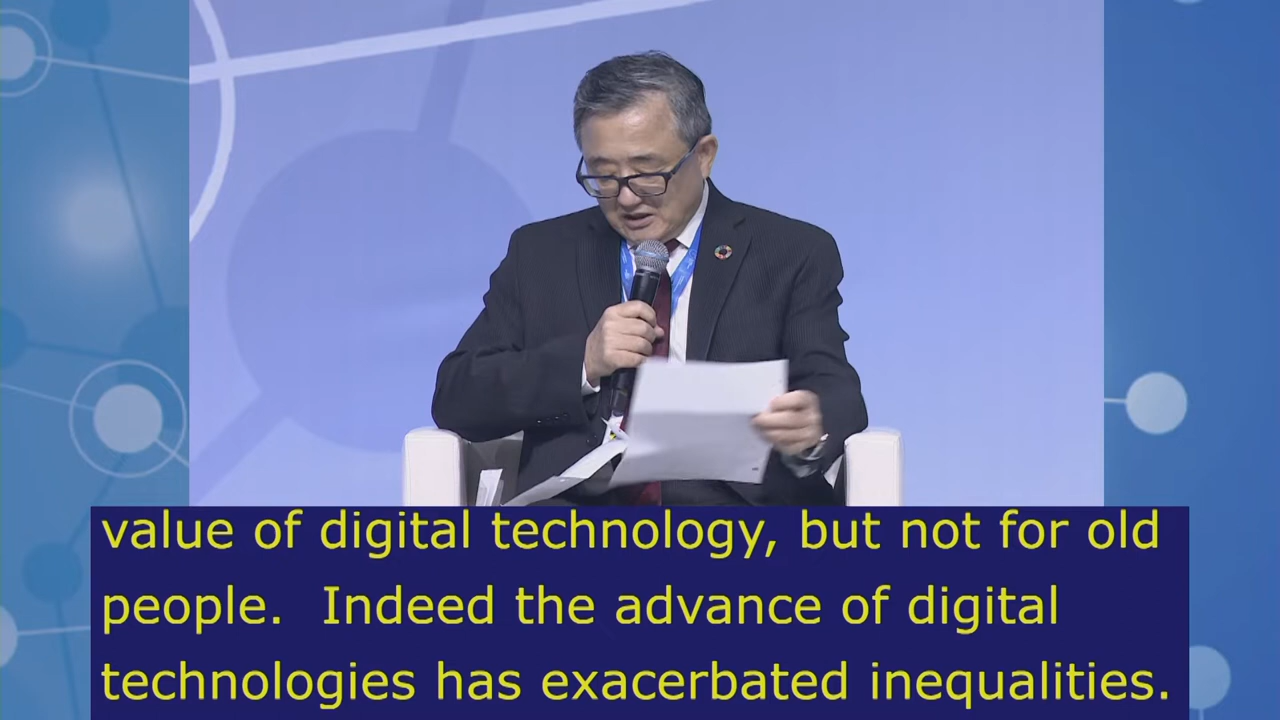 value of digital technology, but not for old
people.  Indeed the advance of digital
technologies has exacerbated inequalities.